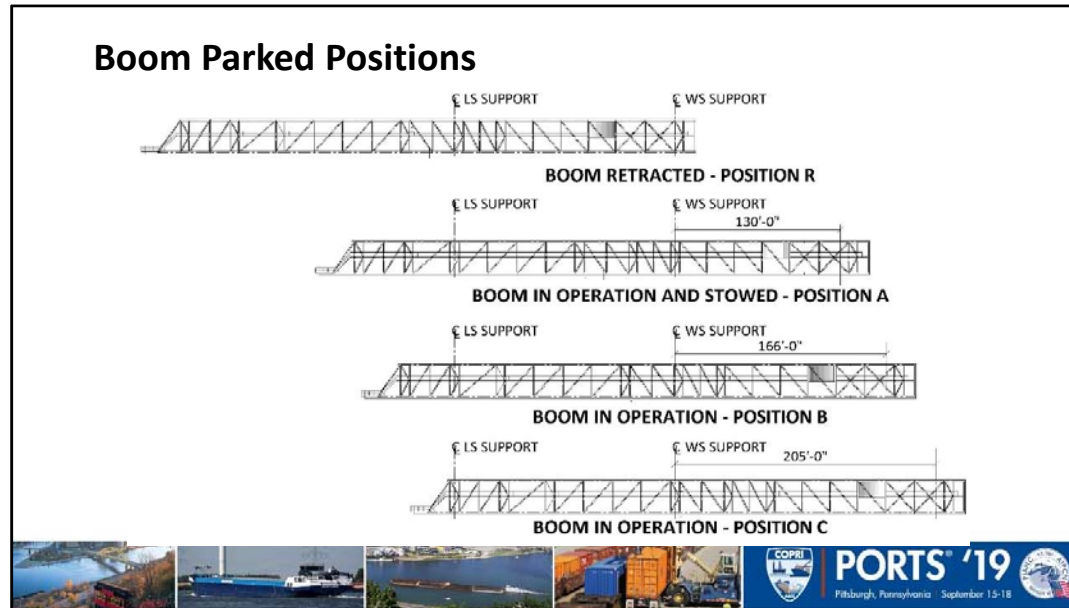 Boom Parked Positions
℄ LS SUPPORT ℄ WS SUPPORT
BOOM RETRACTED - POSITION R
℄ LS SUPPORT ℄ WS SUPPORT
130'-0"
BOOM IN OPERATION AND STOWED - POSITION A
℄ LS SUPPORT ℄ WS SUPPORT
166'-0"
BOOM IN OPERATION - POSITION B
℄ LS SUPPORT ℄ WS SUPPORT
205'-0"
BOOM IN OPERATION - POSITION C
COPRI
PORTS '19
Pittsburgh, Pennsylvania | September 15-18